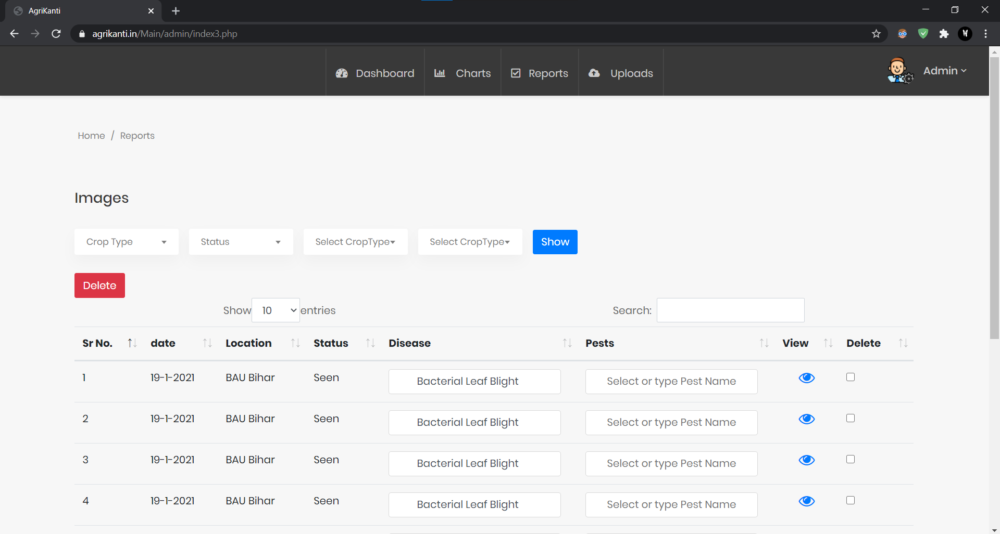 AgriKanti
agrikanti.in/Main/admin/index3.php
Dashboard Charts Reports Uploads Admin
Home / Reports
Images
Crop Type Status Select CropType Select CropType Show
Delete
Show 10 entries Search:
Sr No. date Location Status Disease Pests View Delete
1 19-1-2021 BAU Bihar Seen Bacterial Leaf Blight Select or type Pest Name
2 19-1-2021 BAU Bihar Seen Bacterial Leaf Blight Select or type Pest Name
3 19-1-2021 BAU Bihar Seen Bacterial Leaf Blight Select or type Pest Name
4 19-1-2021 BAU Bihar Seen Bacterial Leaf Blight Select or type Pest Name